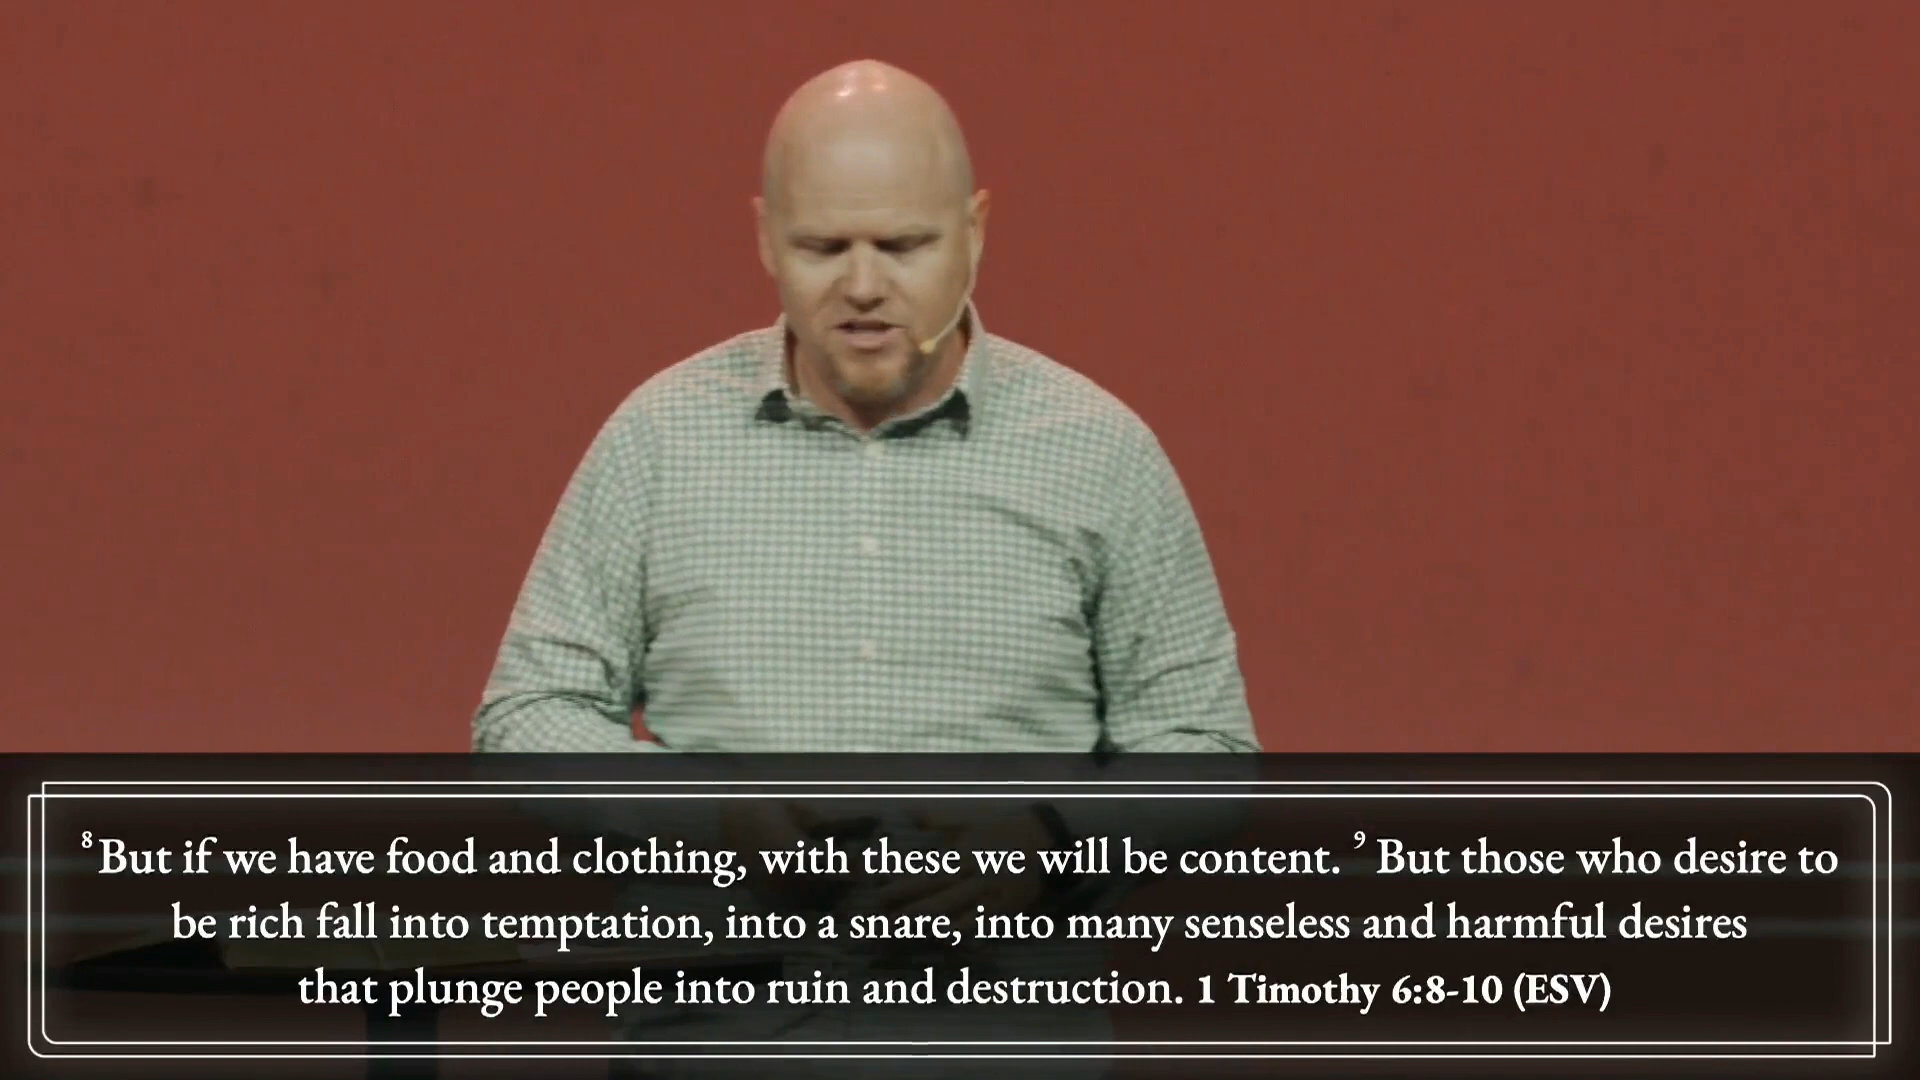 ⁸ But if we have food and clothing, with these we will be content. ⁹ But those who desire to
be rich fall into temptation, into a snare, into many senseless and harmful desires
that plunge people into ruin and destruction. 1 Timothy 6:8-10 (ESV)